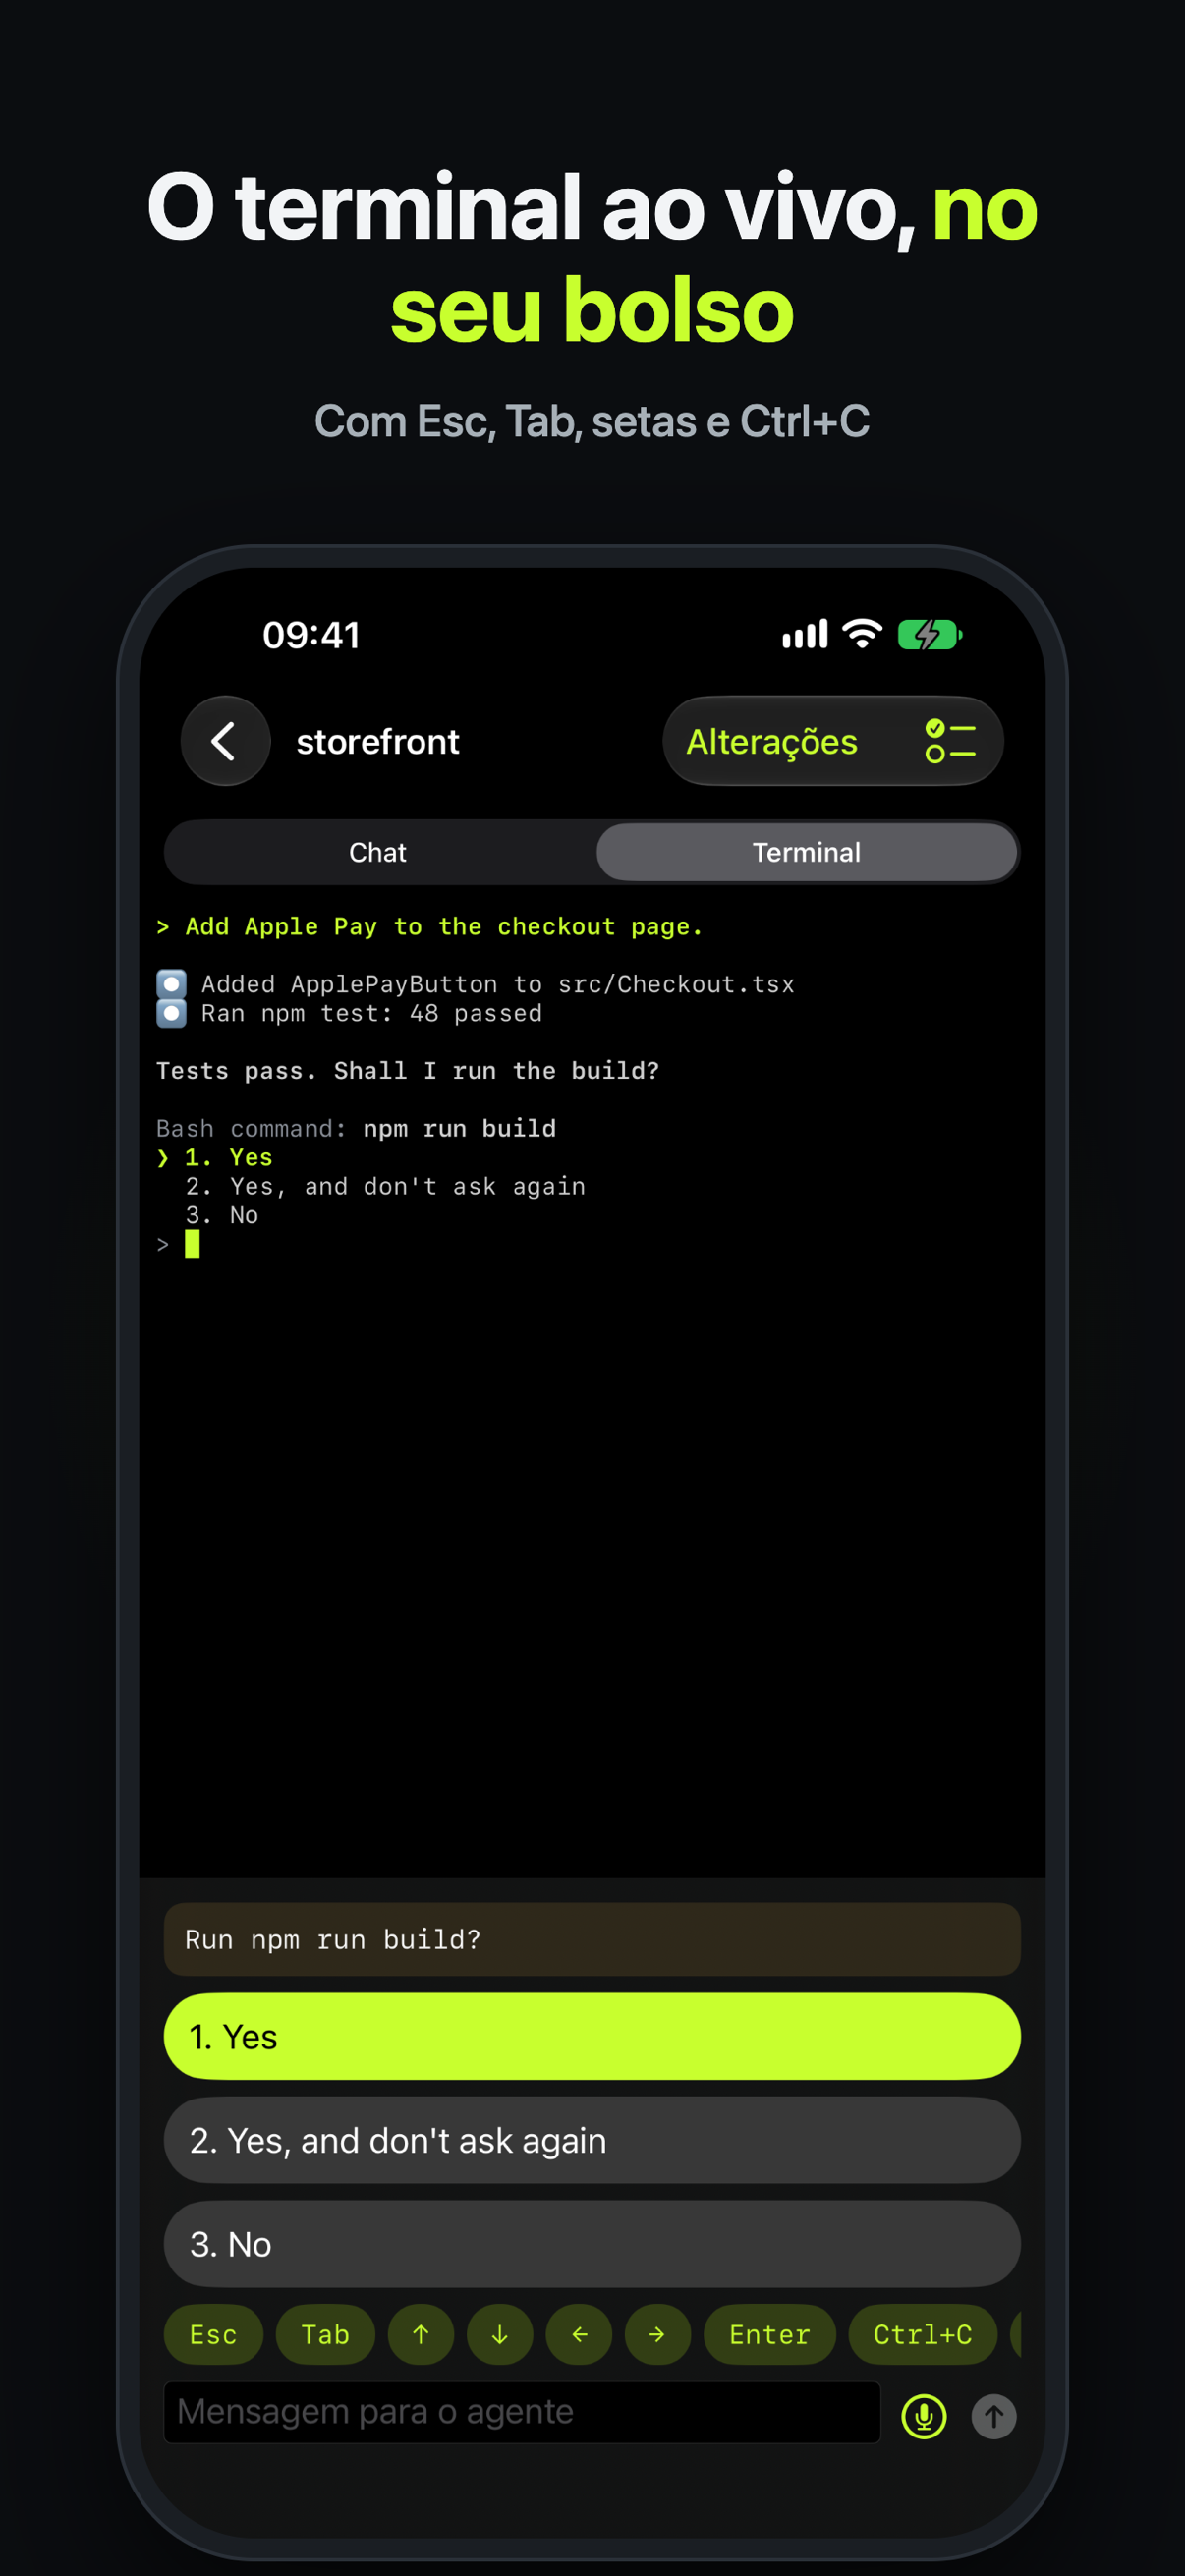 O terminal ao vivo, no
seu bolso
Com Esc, Tab, setas e Ctrl+C
09:41
storefront
Alterações
Chat
Terminal
> Add Apple Pay to the checkout page.
⏺ Added ApplePayButton to src/Checkout.tsx
⏺ Ran npm test: 48 passed
Tests pass. Shall I run the build?
Bash command: npm run build
❯ 1. Yes
2. Yes, and don't ask again
3. No
>
Run npm run build?
1. Yes
2. Yes, and don't ask again
3. No
Esc Tab ↑ ↓ ← → Enter Ctrl+C
Mensagem para o agente